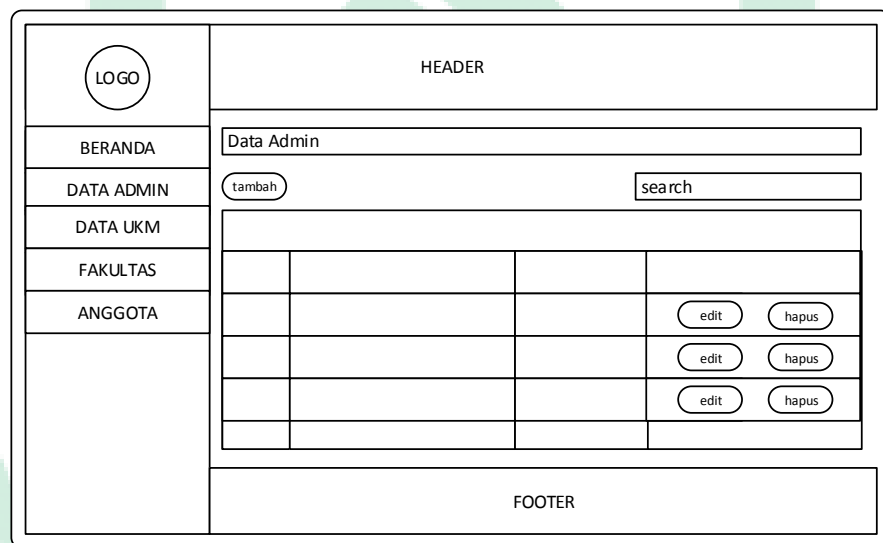 LOGO
HEADER
BERANDA
DATA ADMIN
DATA UKM
FAKULTAS
ANGGOTA
Data Admin
tambah
search
edit hapus
edit hapus
edit hapus
FOOTER